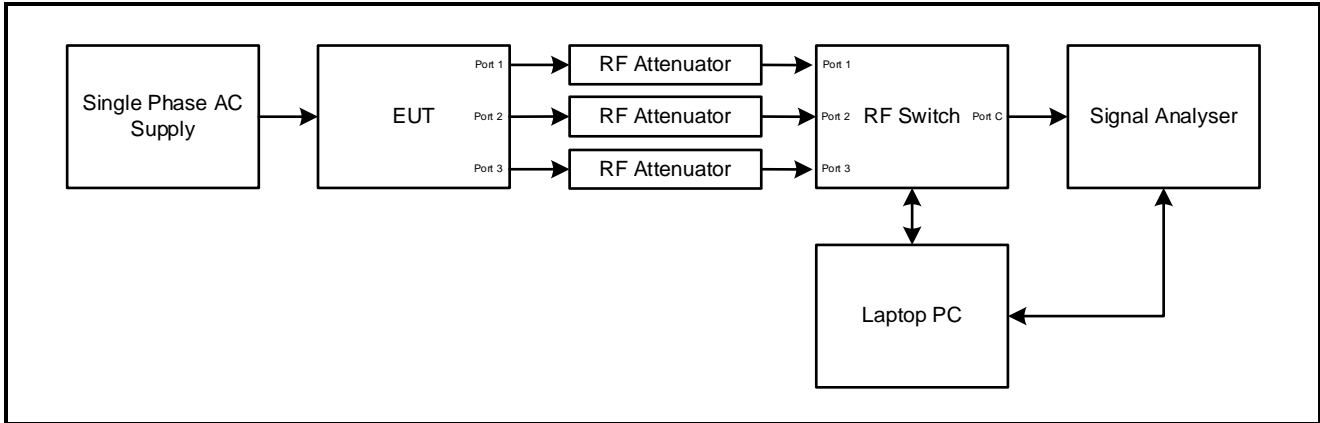 Single Phase AC
Supply
EUT
Port 1
Port 2
Port 3
RF Attenuator
RF Attenuator
RF Attenuator
Port 1
Port 2
Port 3
RF Switch
Port C
Signal Analyser
Laptop PC